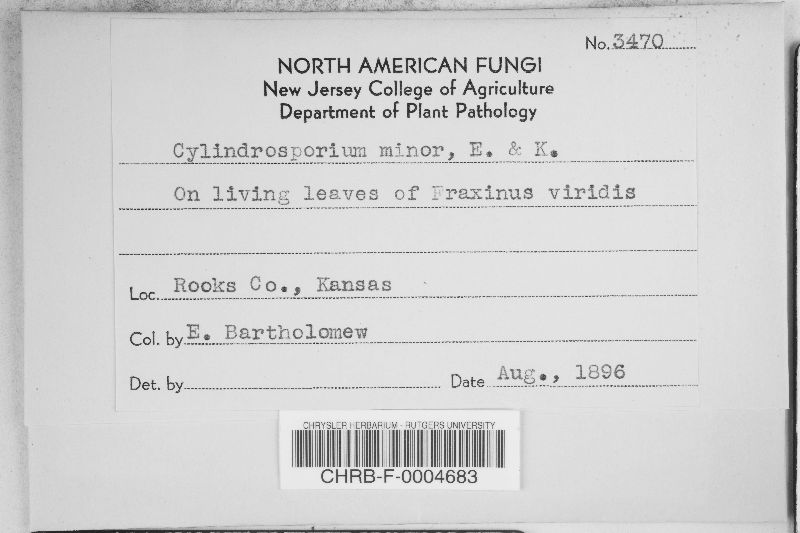 No. 3470
NORTH AMERICAN FUNGI
New Jersey College of Agriculture
Department of Plant Pathology
Cylindrosporium minor, E. & K.
On living leaves of Fraxinus viridis
Loc. Rooks Co., Kansas
Col. by E. Bartholomew
Det. by
Date Aug., 1896
CHRYSLER HERBARIUM - RUTGERS UNIVERSITY
CHRB-F-0004683